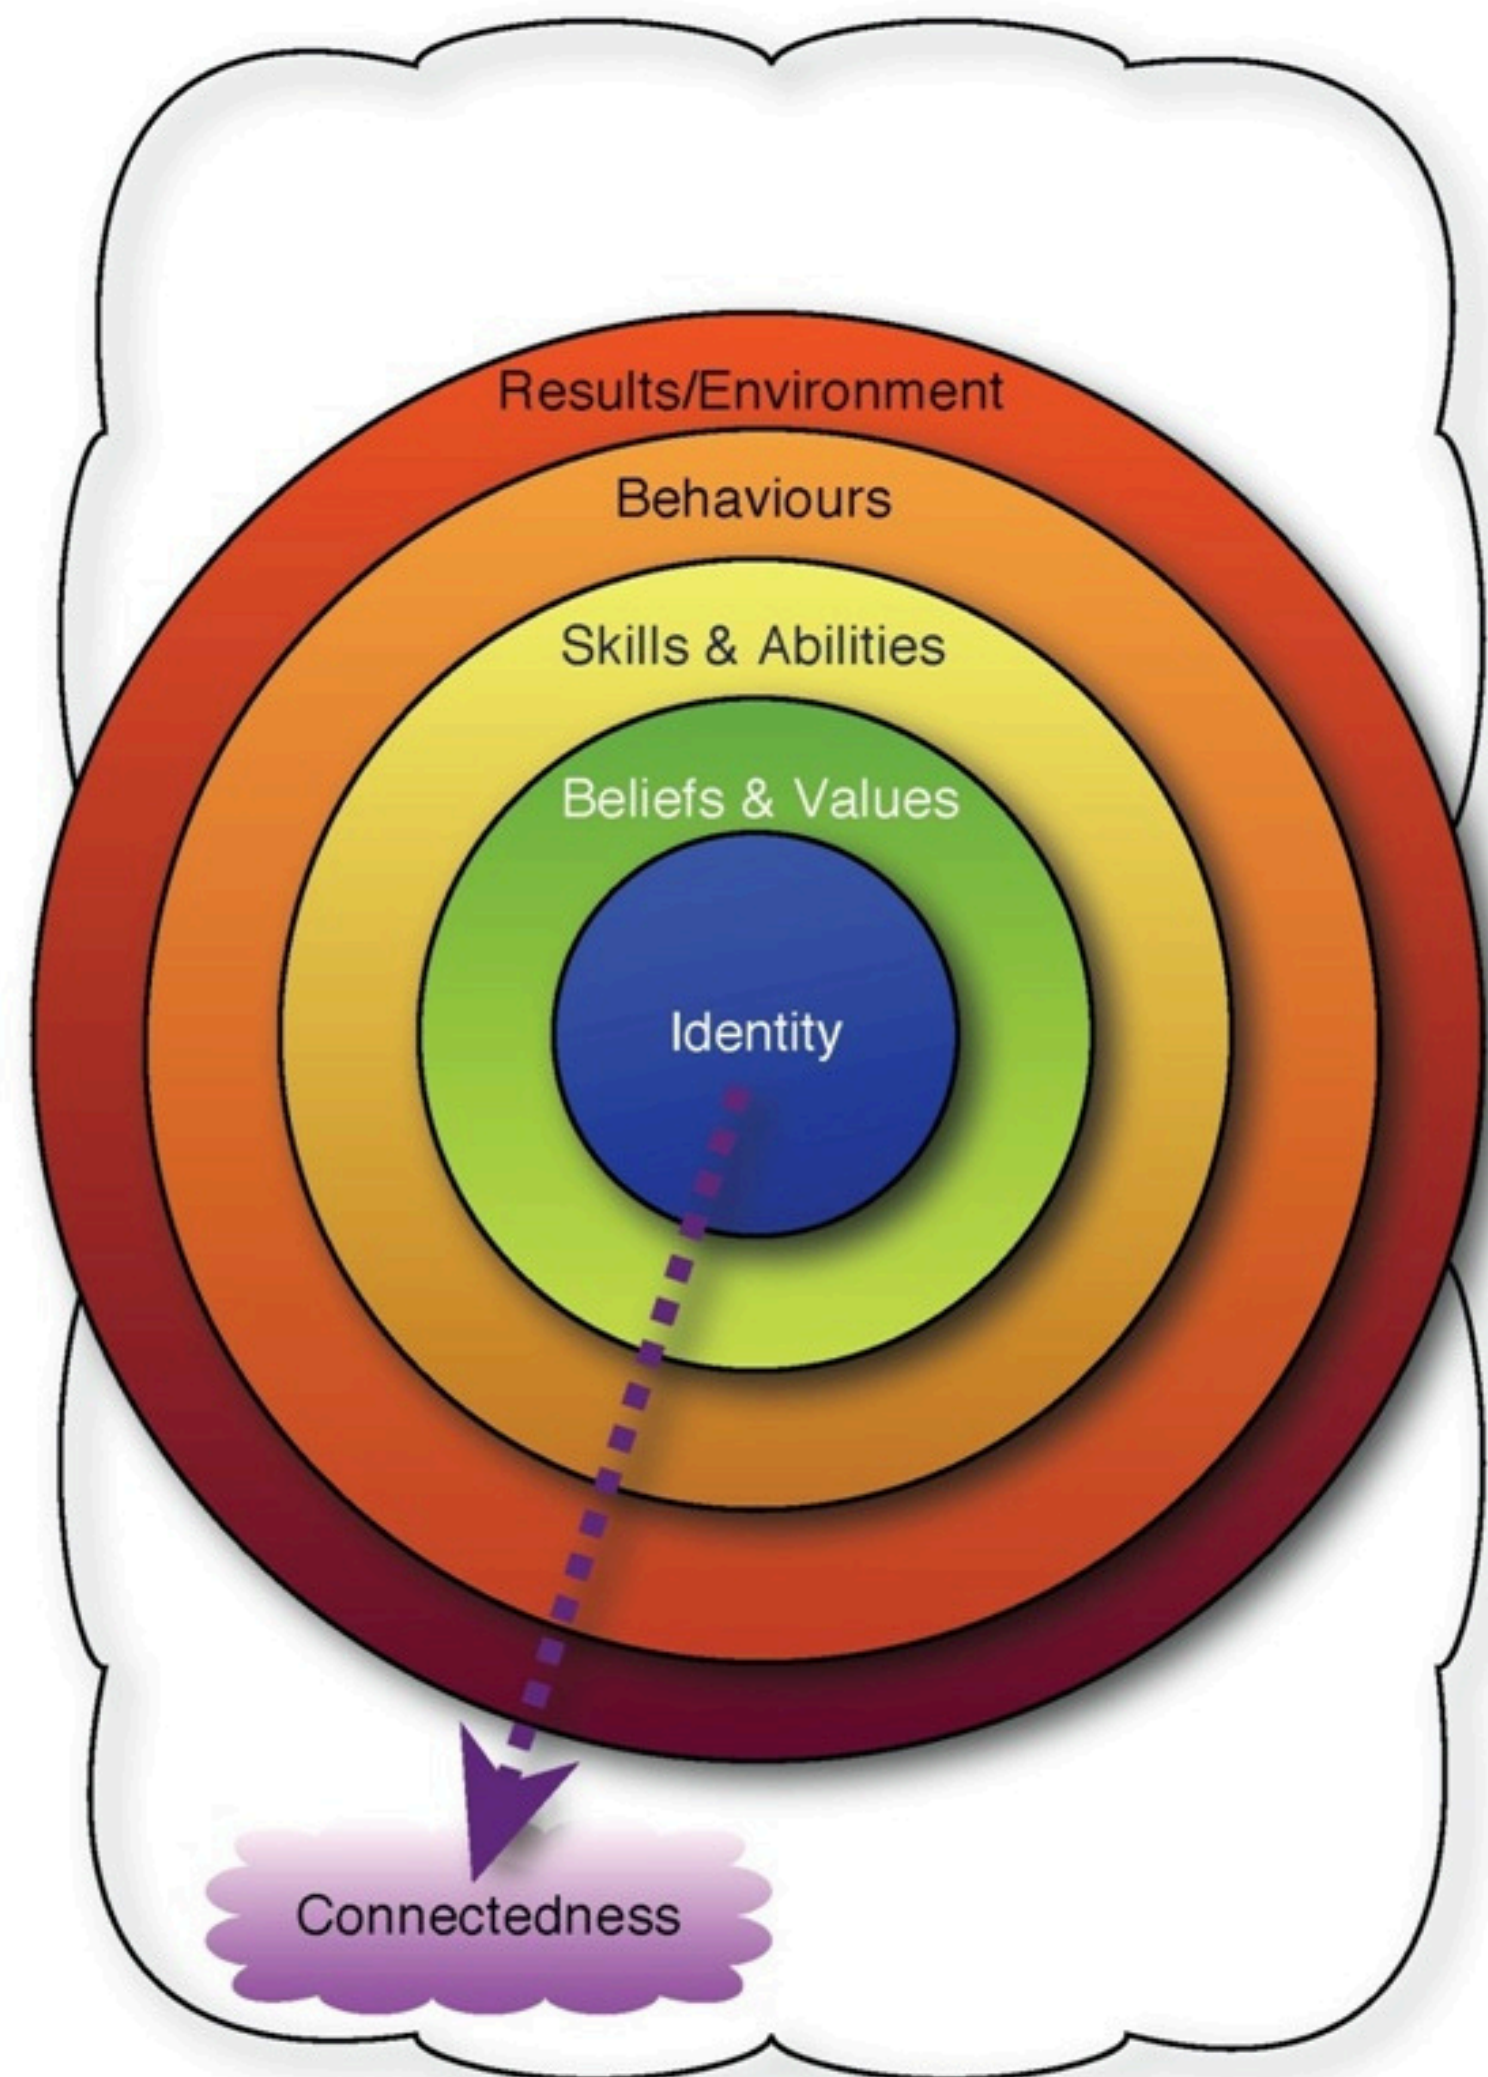 Results/Environment
Behaviours
Skills & Abilities
Beliefs & Values
Identity
Connectedness